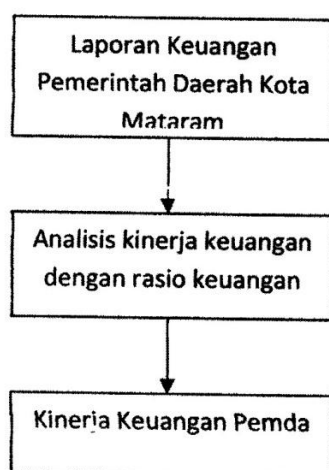 Laporan Keuangan
Pemerintah Daerah Kota
Mataram
Analisis kinerja keuangan
dengan rasio keuangan
Kinerja Keuangan Pemda